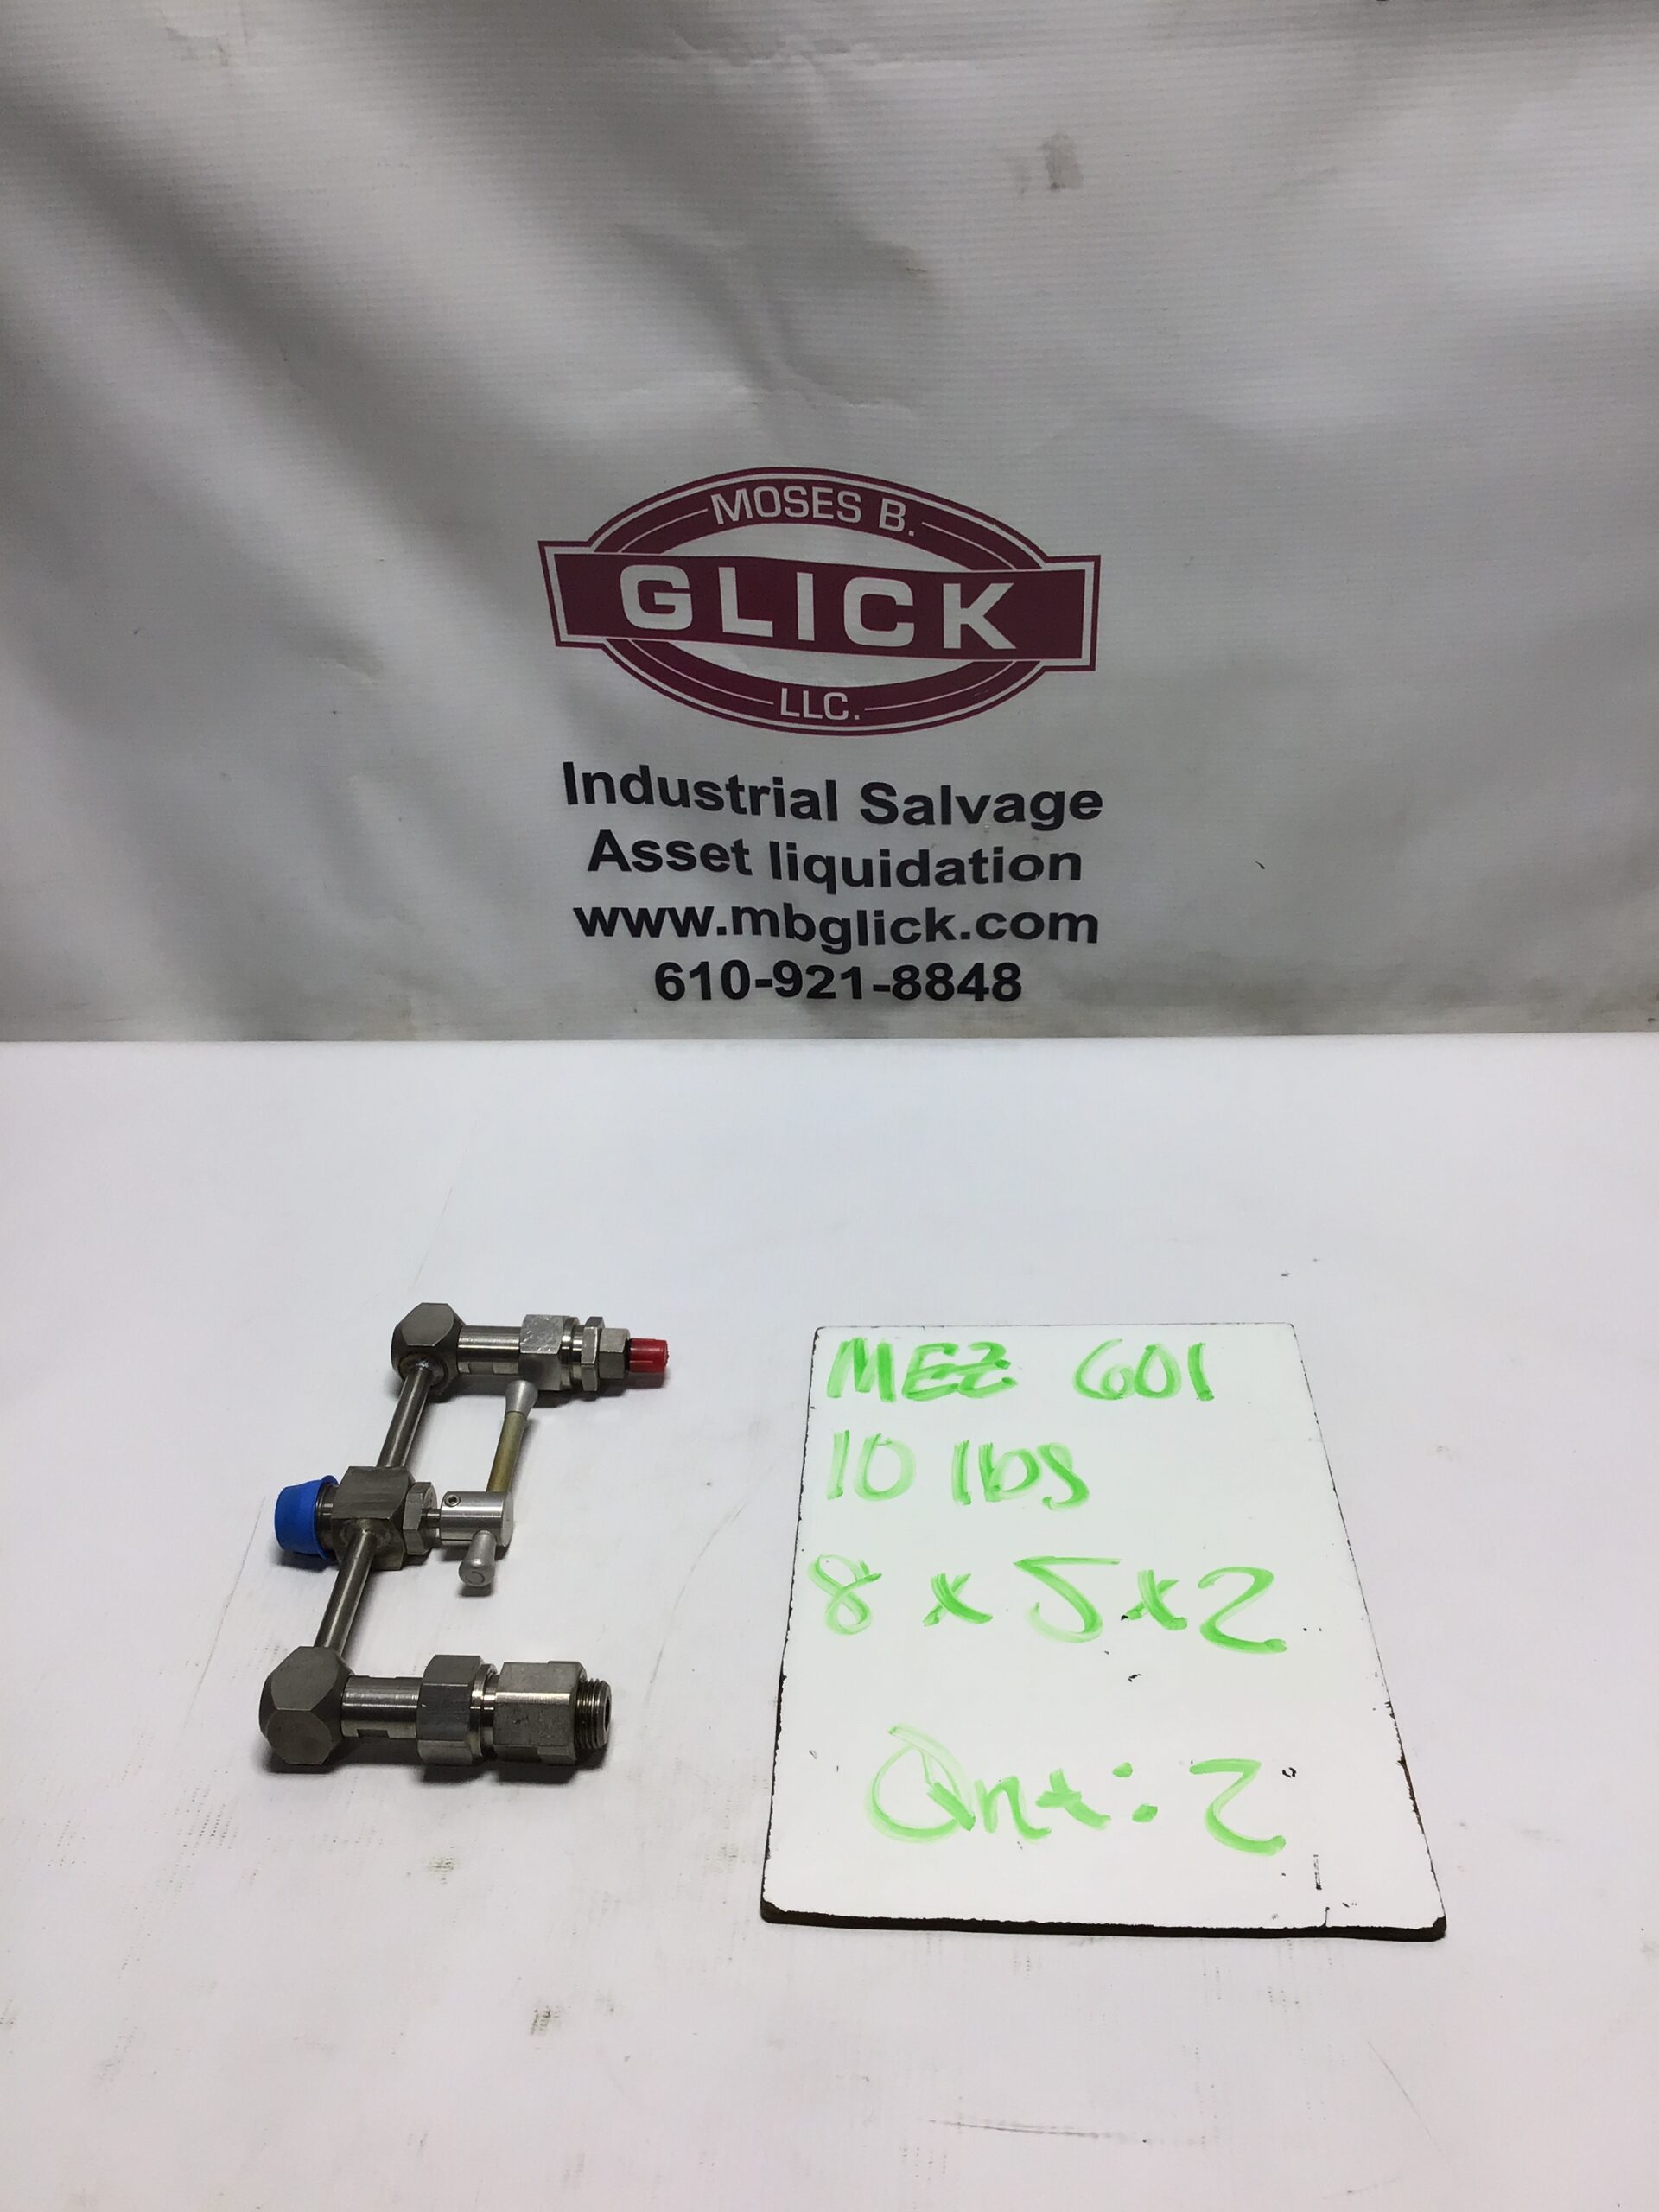 MOSES B.
GLICK
LLC.
Industrial Salvage
Asset liquidation
www.mbglick.com
610-921-8848
MEZ 601
10 lbs
8 x 5 x 2
Qnt: 2